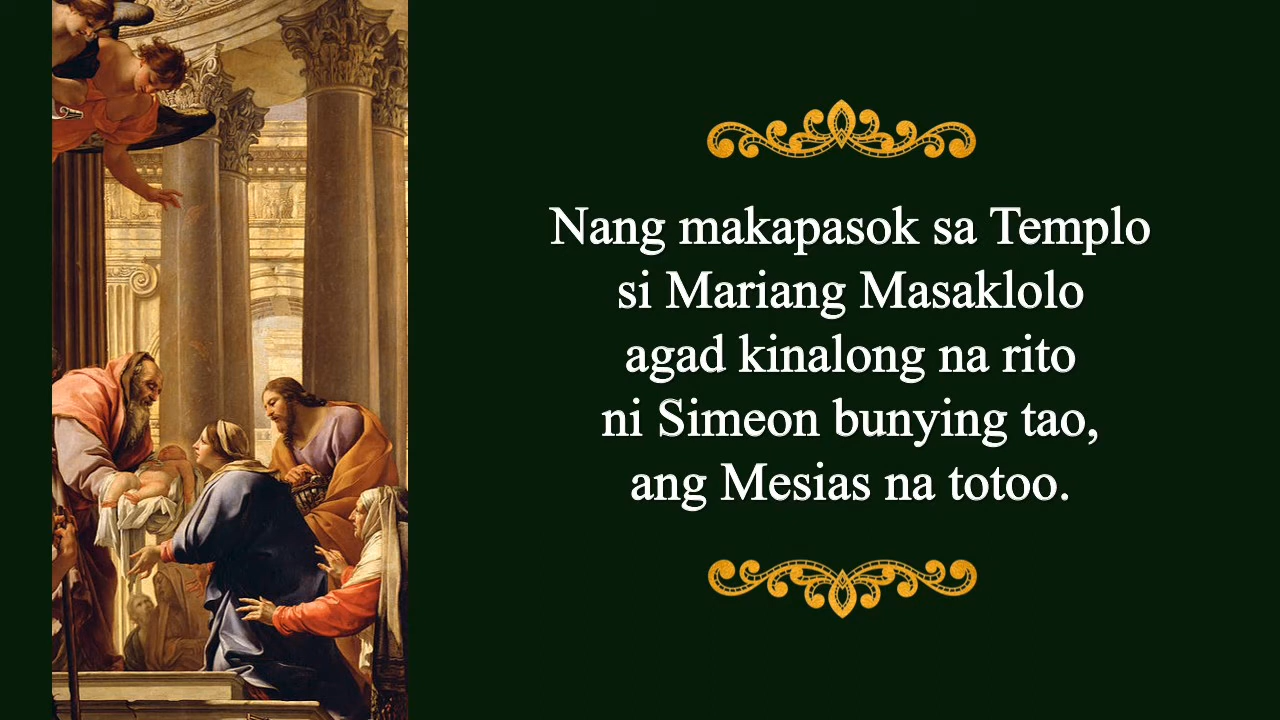 Nang makapasok sa Templo
si Mariang Masaklolo
agad kinalong na rito
ni Simeon bunying tao,
ang Mesias na totoo.